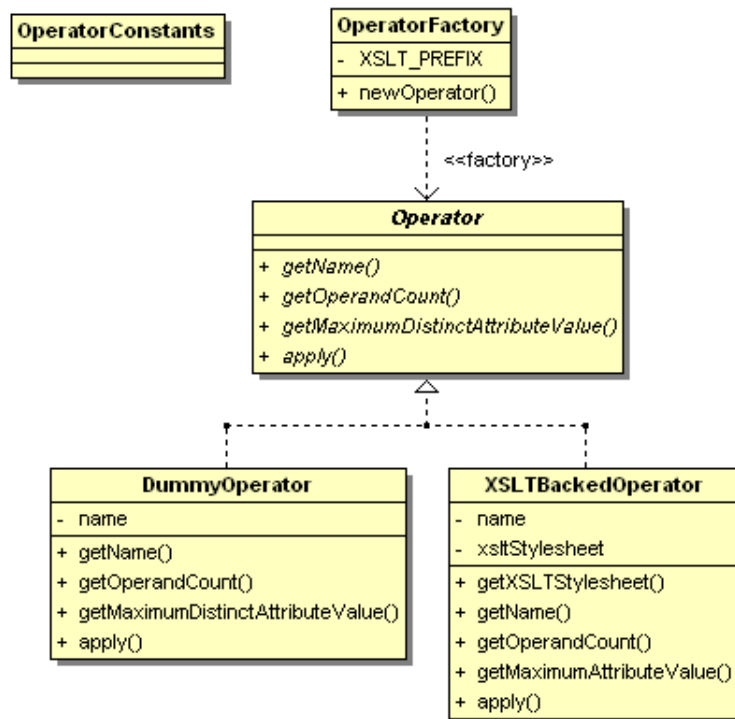 OperatorConstants
OperatorFactory
- XSLT_PREFIX
+ newOperator()
<<factory>>
Operator
+ getName()
+ getOperandCount()
+ getMaximumDistinctAttributeValue()
+ apply()
DummyOperator
- name
+ getName()
+ getOperandCount()
+ getMaximumDistinctAttributeValue()
+ apply()
XSLTBackedOperator
- name
- xsltStylesheet
+ getXSLTStylesheet()
+ getName()
+ getOperandCount()
+ getMaximumAttributeValue()
+ apply()